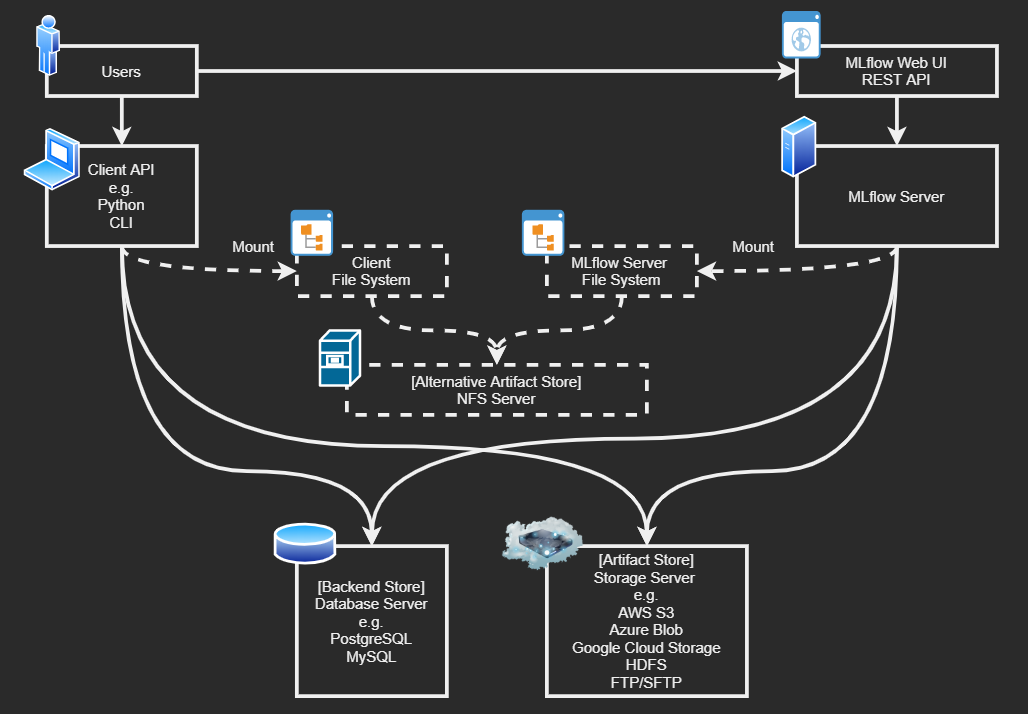 Users
MLflow Web UI
REST API
Client API
e.g.
Python
CLI
MLflow Server
Mount
Client
File System
MLflow Server
File System
Mount
[Alternative Artifact Store]
NFS Server
[Backend Store]
Database Server
e.g.
PostgreSQL
MySQL
[Artifact Store]
Storage Server
e.g.
AWS S3
Azure Blob
Google Cloud Storage
HDFS
FTP/SFTP